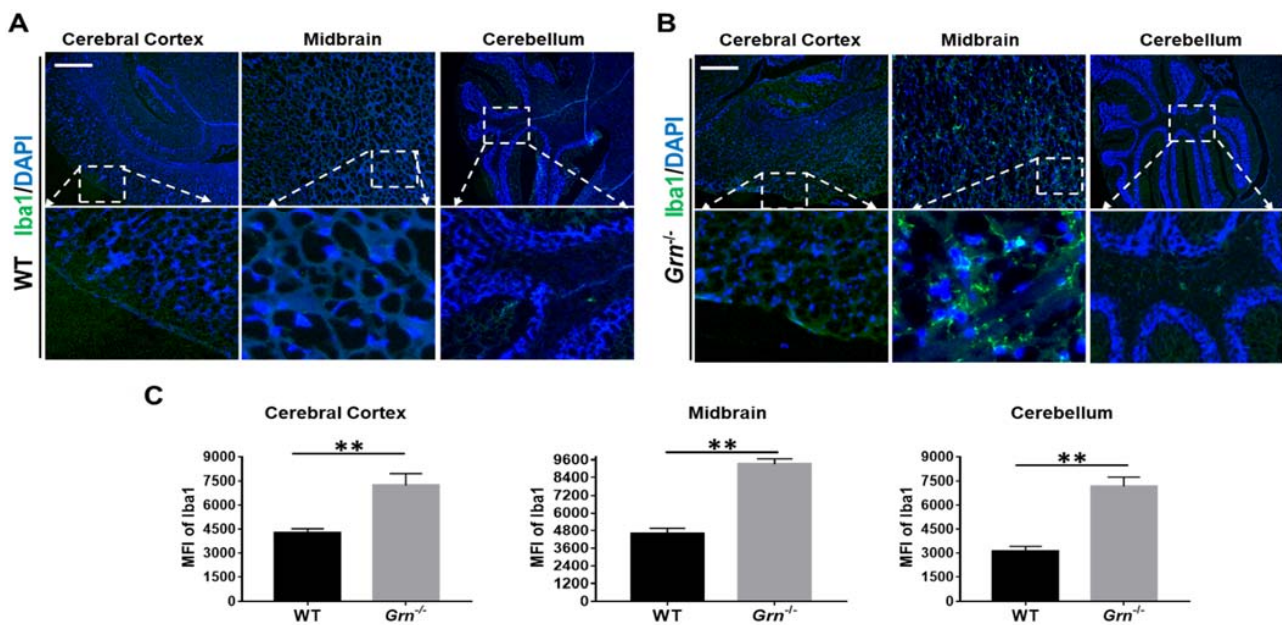 A
Cerebral Cortex Midbrain Cerebellum
WT Iba1/DAPI
B
Cerebral Cortex Midbrain Cerebellum
Grn-/- Iba1/DAPI
C
Cerebral Cortex
MFI of Iba1
9000
7500
6000
4500
3000
1500
0
**
WT Grn-/-
Midbrain
MFI of Iba1
9600
8400
7200
6000
4800
3600
2400
1200
0
**
WT Grn-/-
Cerebellum
MFI of Iba1
9000
7500
6000
4500
3000
1500
0
**
WT Grn-/-